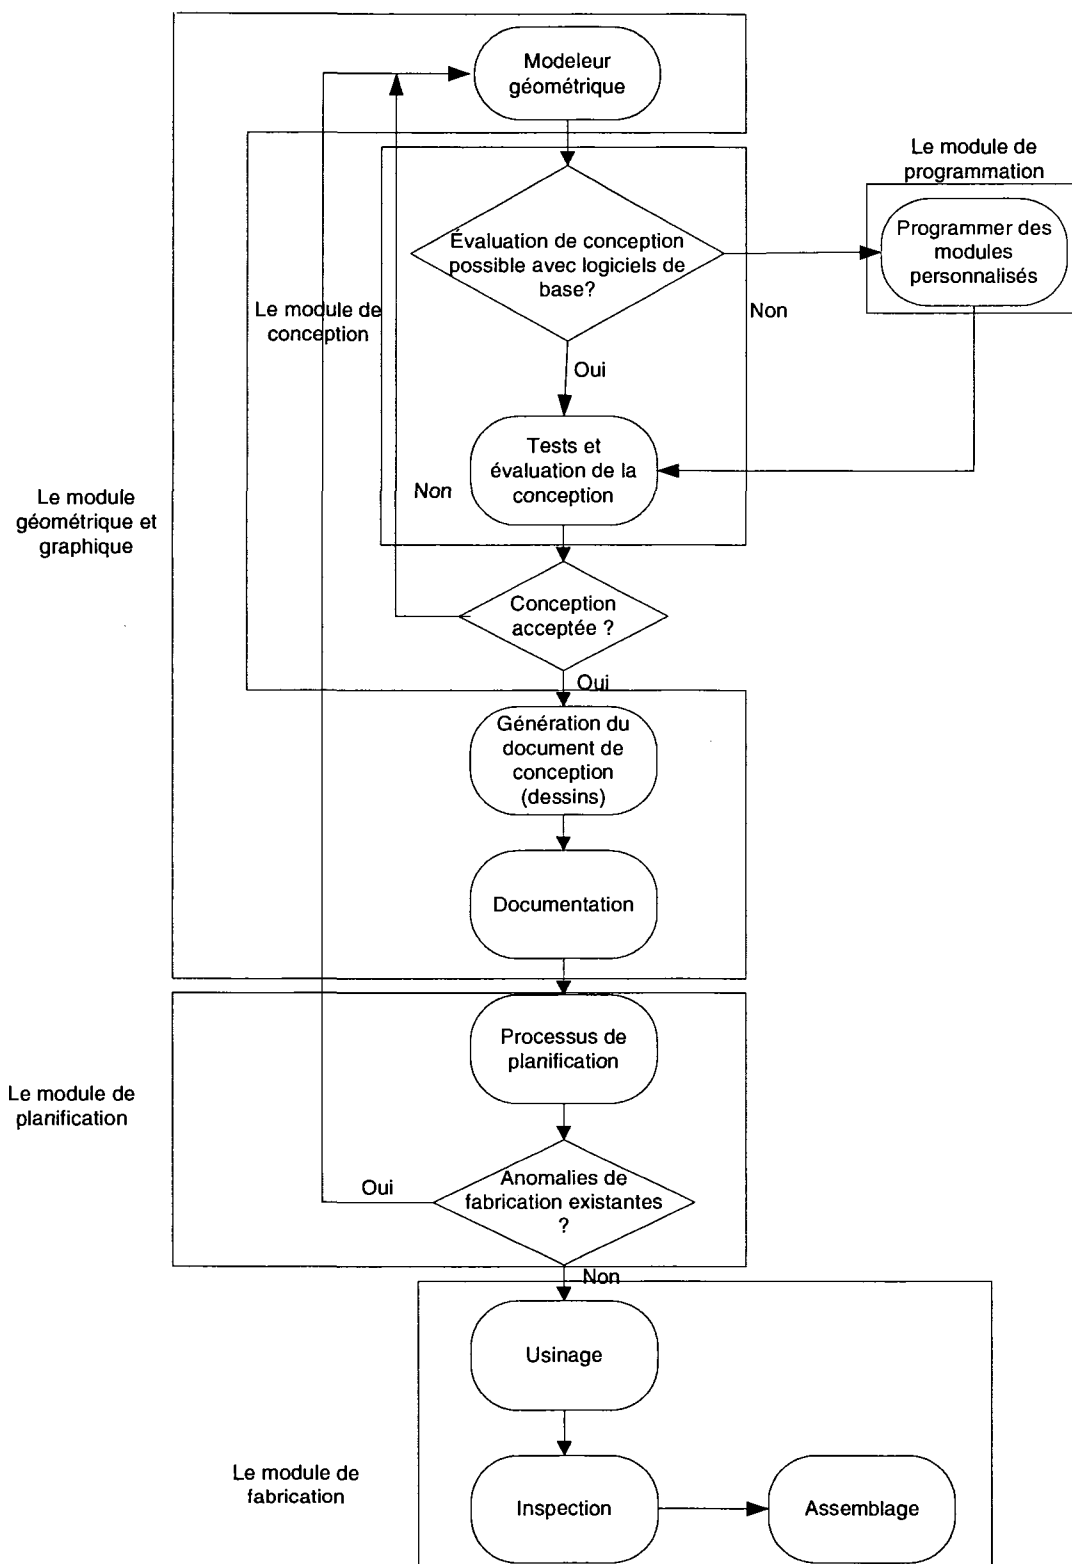 Modeleur
géométrique
Le module de
programmation
Programmer des
modules
personnalisés
Évaluation de conception
possible avec logiciels de
base?
Le module de
conception
Non
Oui
Tests et
évaluation de la
conception
Non
Le module
géométrique et
graphique
Conception
acceptée ?
Oui
Génération du
document de
conception
(dessins)
Documentation
Processus de
planification
Le module de
planification
Anomalies de
fabrication existantes
?
Oui
Non
Usinage
Le module de
fabrication
Inspection
Assemblage